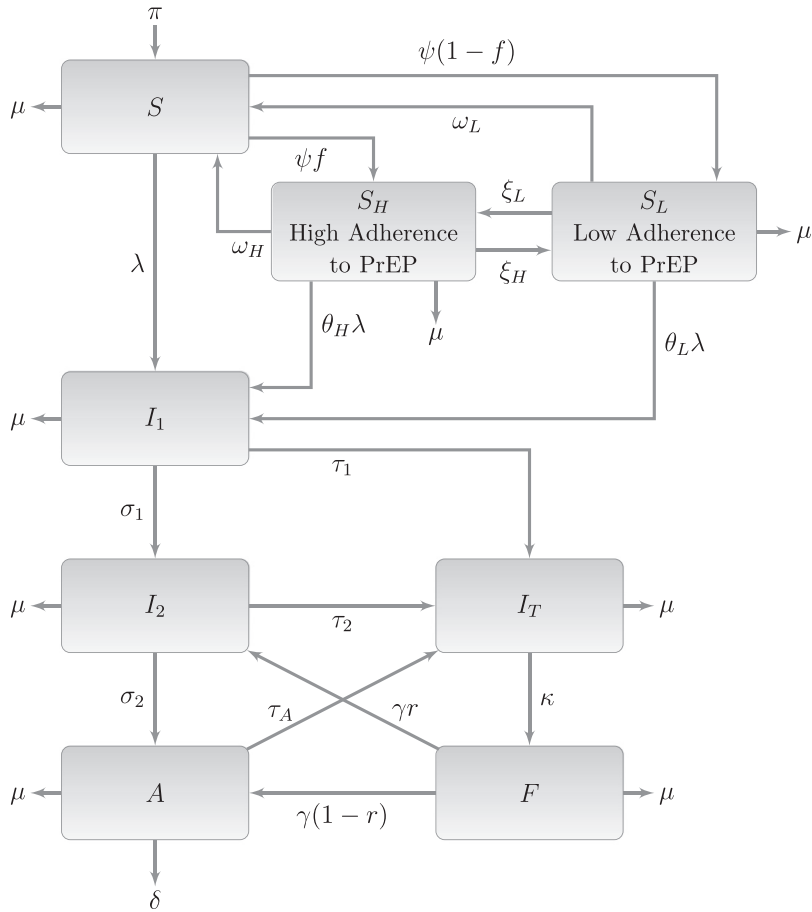 π
ψ(1 − f)
μ
S
ω_L
ψf
S_H
High Adherence
to PrEP
ξ_L
S_L
Low Adherence
to PrEP
μ
ω_H
ξ_H
λ
θ_Hλ
μ
θ_Lλ
μ
I_1
τ_1
σ_1
μ
I_2
τ_2
I_T
μ
σ_2
τ_A
γr
κ
μ
A
γ(1 − r)
F
μ
δ